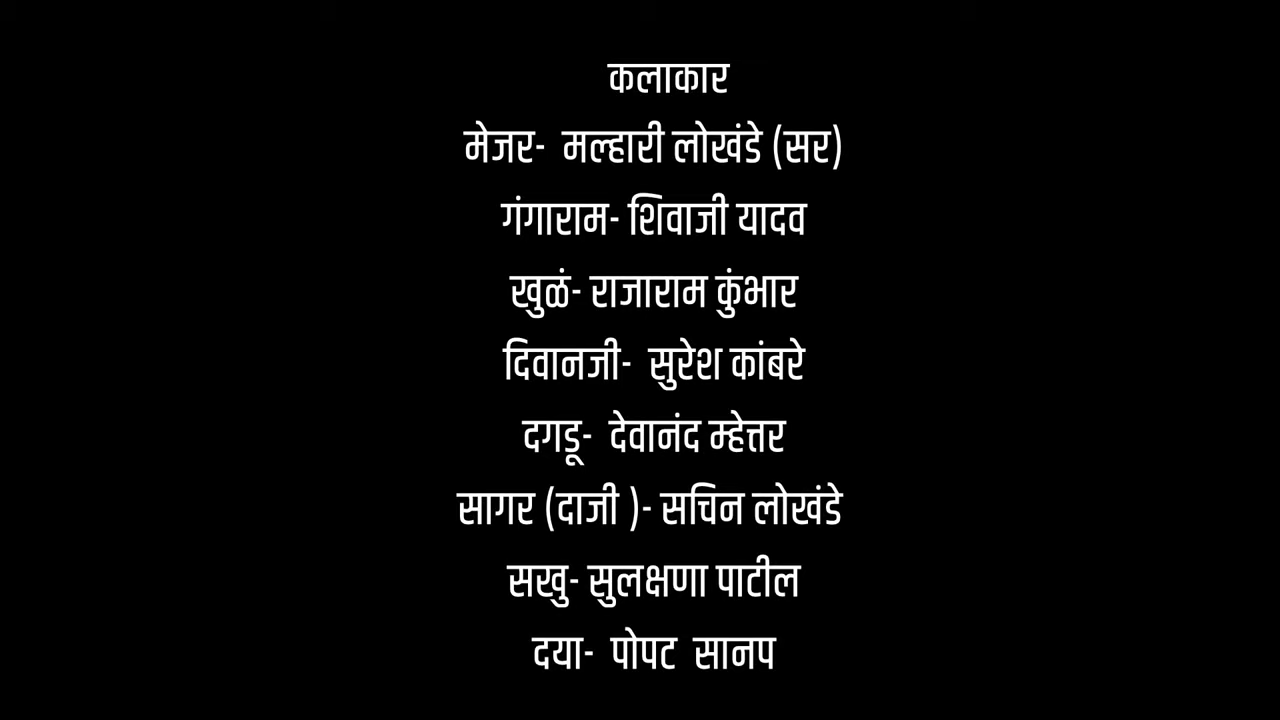 कलाकार
मेजर- मल्हारी लोखंडे (सर)
गंगाराम- शिवाजी यादव
खुळं- राजाराम कुंभार
दिवानजी- सुरेश कांबरे
दगडू- देवानंद म्हेत्तर
सागर (दाजी )- सचिन लोखंडे
सखु- सुलक्षणा पाटील
दया- पोपट सानप